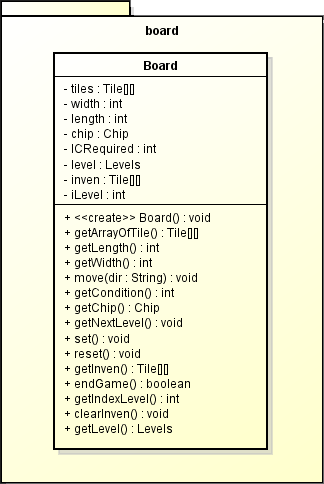 board
Board
- tiles : Tile[][]
- width : int
- length : int
- chip : Chip
- ICRequired : int
- level : Levels
- inven : Tile[][]
- iLevel : int
+ <<create>> Board() : void
+ getArrayOfTile() : Tile[][]
+ getLength() : int
+ getWidth() : int
+ move(dir : String) : void
+ getCondition() : int
+ getChip() : Chip
+ getNextLevel() : void
+ set() : void
+ reset() : void
+ getInven() : Tile[][]
+ endGame() : boolean
+ getIndexLevel() : int
+ clearInven() : void
+ getLevel() : Levels